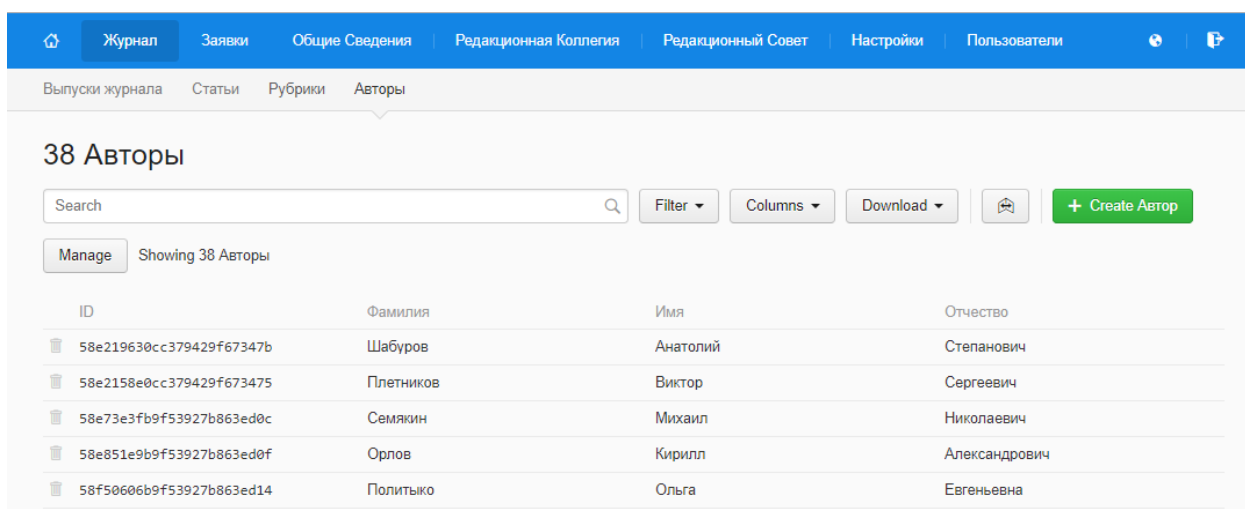 Журнал Заявки Общие Сведения Редакционная Коллегия Редакционный Совет Настройки Пользователи
Выпуски журнала Статьи Рубрики Авторы
38 Авторы
Search Filter Columns Download + Create Автор
Manage Showing 38 Авторы
ID Фамилия Имя Отчество
58e219630cc379429f67347b Шабуров Анатолий Степанович
58e2158e0cc379429f673475 Плетников Виктор Сергеевич
58e73e3fb9f53927b863ed0c Семякин Михаил Николаевич
58e851e9b9f53927b863ed0f Орлов Кирилл Александрович
58f50606b9f53927b863ed14 Политыко Ольга Евгеньевна